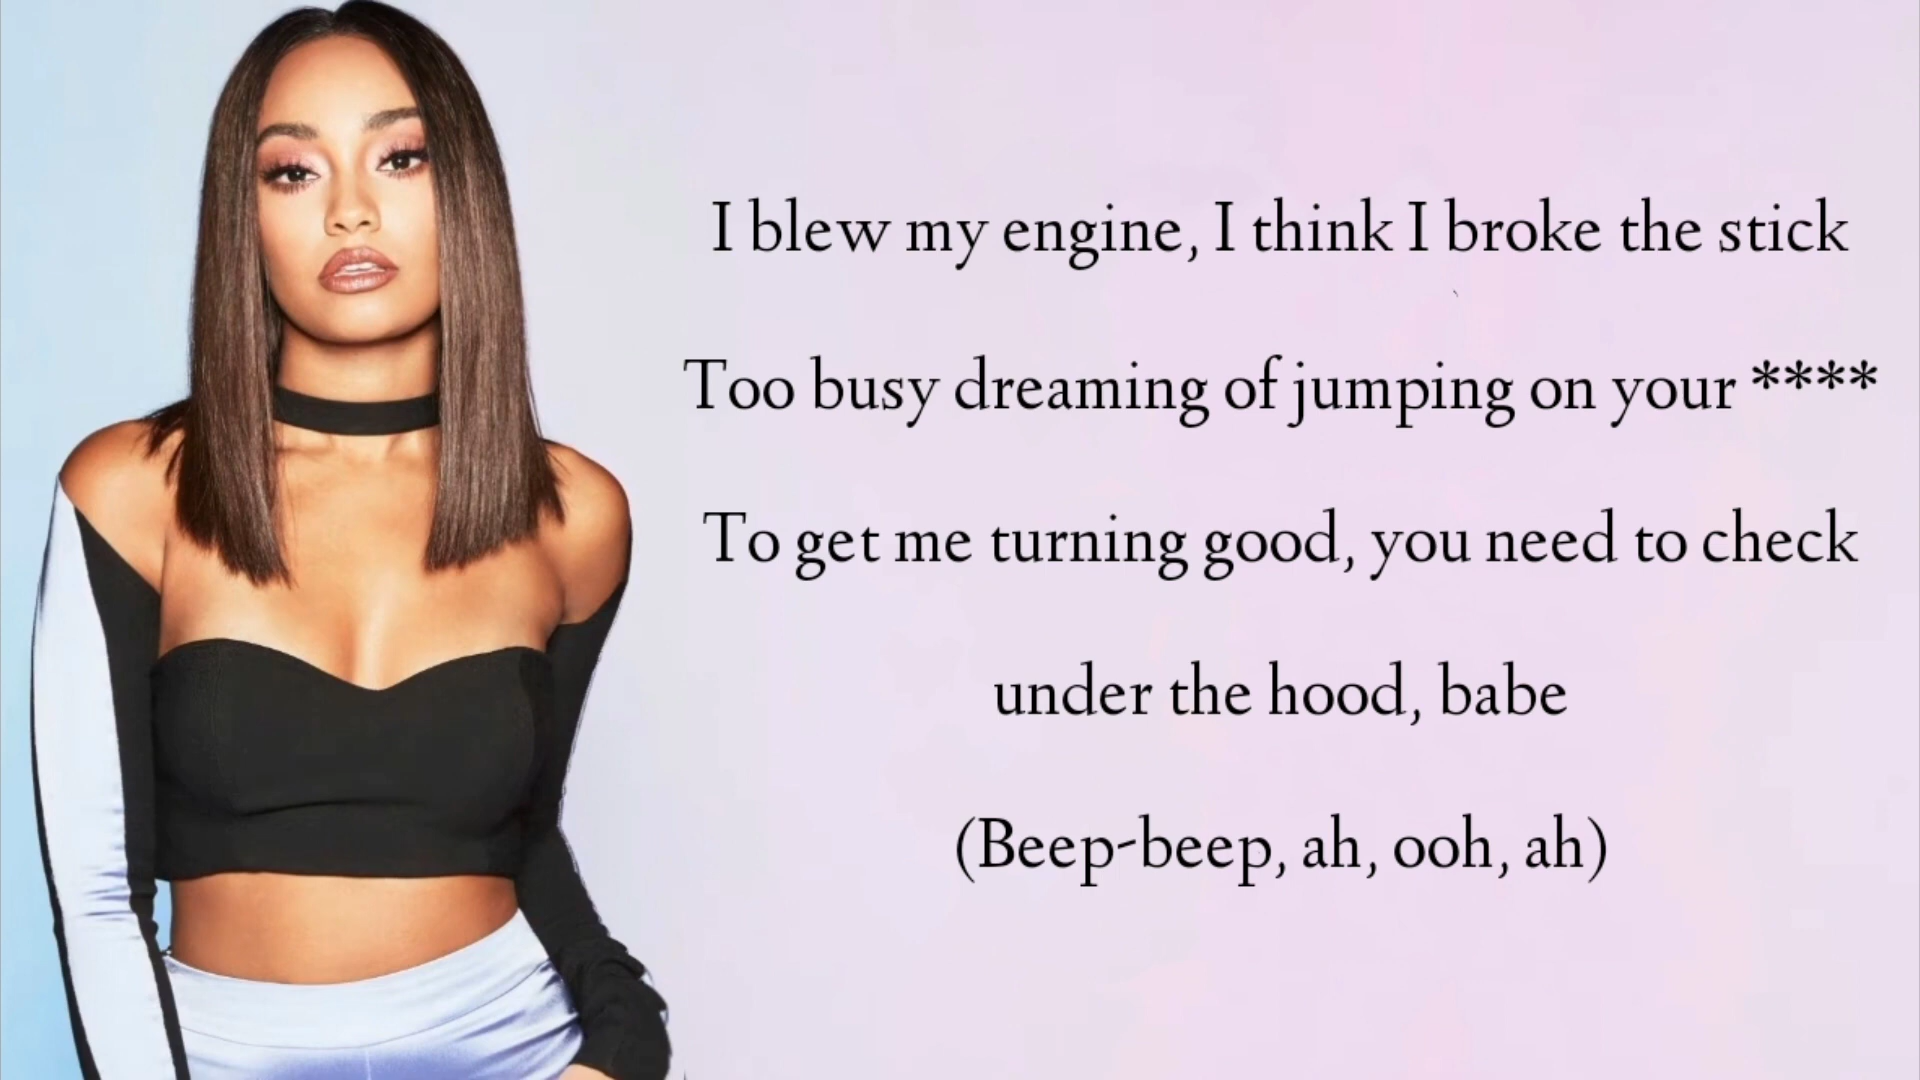 I blew my engine, I think I broke the stick
Too busy dreaming of jumping on your ****
To get me turning good, you need to check
under the hood, babe
(Beep-beep, ah, ooh, ah)